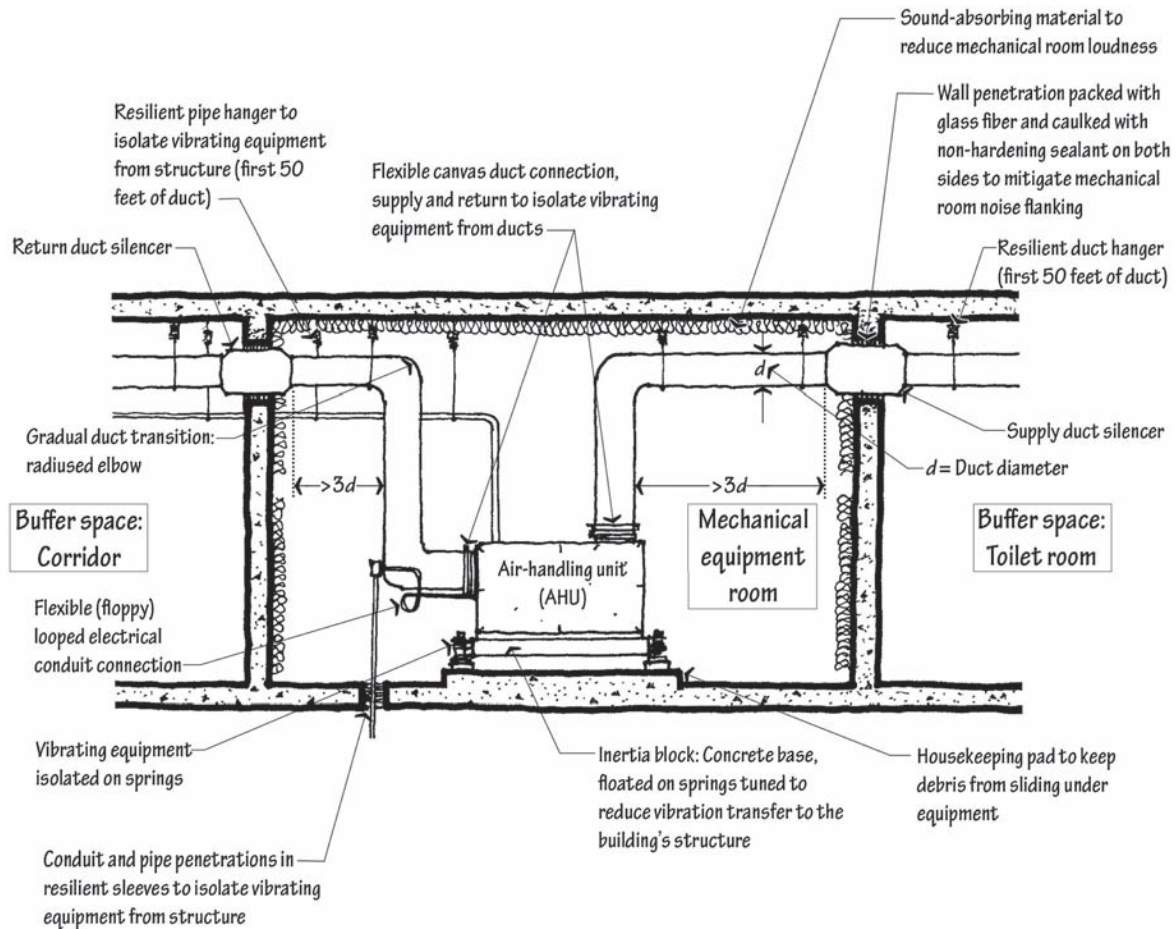 Sound-absorbing material to
reduce mechanical room loudness
Resilient pipe hanger to
isolate vibrating equipment
from structure (first 50
feet of duct)
Flexible canvas duct connection,
supply and return to isolate vibrating
equipment from ducts
Wall penetration packed with
glass fiber and caulked with
non-hardening sealant on both
sides to mitigate mechanical
room noise flanking
Return duct silencer
Resilient duct hanger
(first 50 feet of duct)
d
Gradual duct transition:
radiused elbow
Supply duct silencer
d = Duct diameter
>3d
>3d
Buffer space:
Corridor
Mechanical
equipment
room
Buffer space:
Toilet room
Air-handling unit
(AHU)
Flexible (floppy)
looped electrical
conduit connection
Vibrating equipment
isolated on springs
Inertia block: Concrete base,
floated on springs tuned to
reduce vibration transfer to the
building's structure
Housekeeping pad to keep
debris from sliding under
equipment
Conduit and pipe penetrations in
resilient sleeves to isolate vibrating
equipment from structure